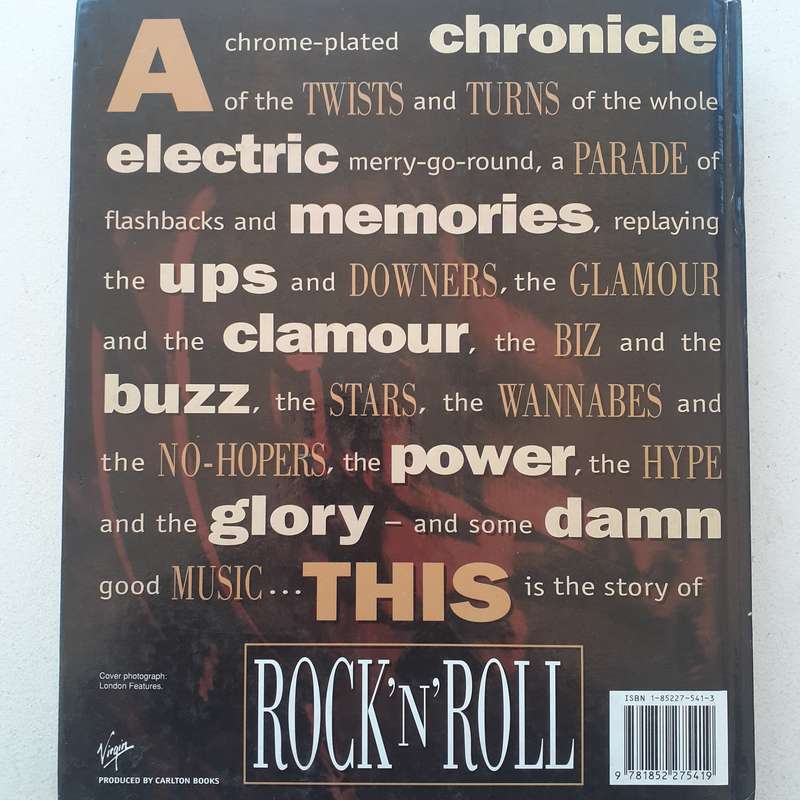 A chrome-plated chronicle
of the TWISTS and TURNS of the whole
electric merry-go-round, a PARADE of
flashbacks and memories, replaying
the ups and DOWNERS, the GLAMOUR
and the clamour, the BIZ and the
buzz, the STARS, the WANNABES and
the NO-HOPERS, the power, the HYPE
and the glory – and some damn
good MUSIC... THIS is the story of
ROCK'N'ROLL
Cover photograph:
London Features.
Virgin
PRODUCED BY CARLTON BOOKS
ISBN 1-85227-541-3
9 781852 275419